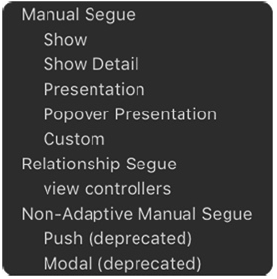 Manual Segue
Show
Show Detail
Presentation
Popover Presentation
Custom
Relationship Segue
view controllers
Non-Adaptive Manual Segue
Push (deprecated)
Modal (deprecated)